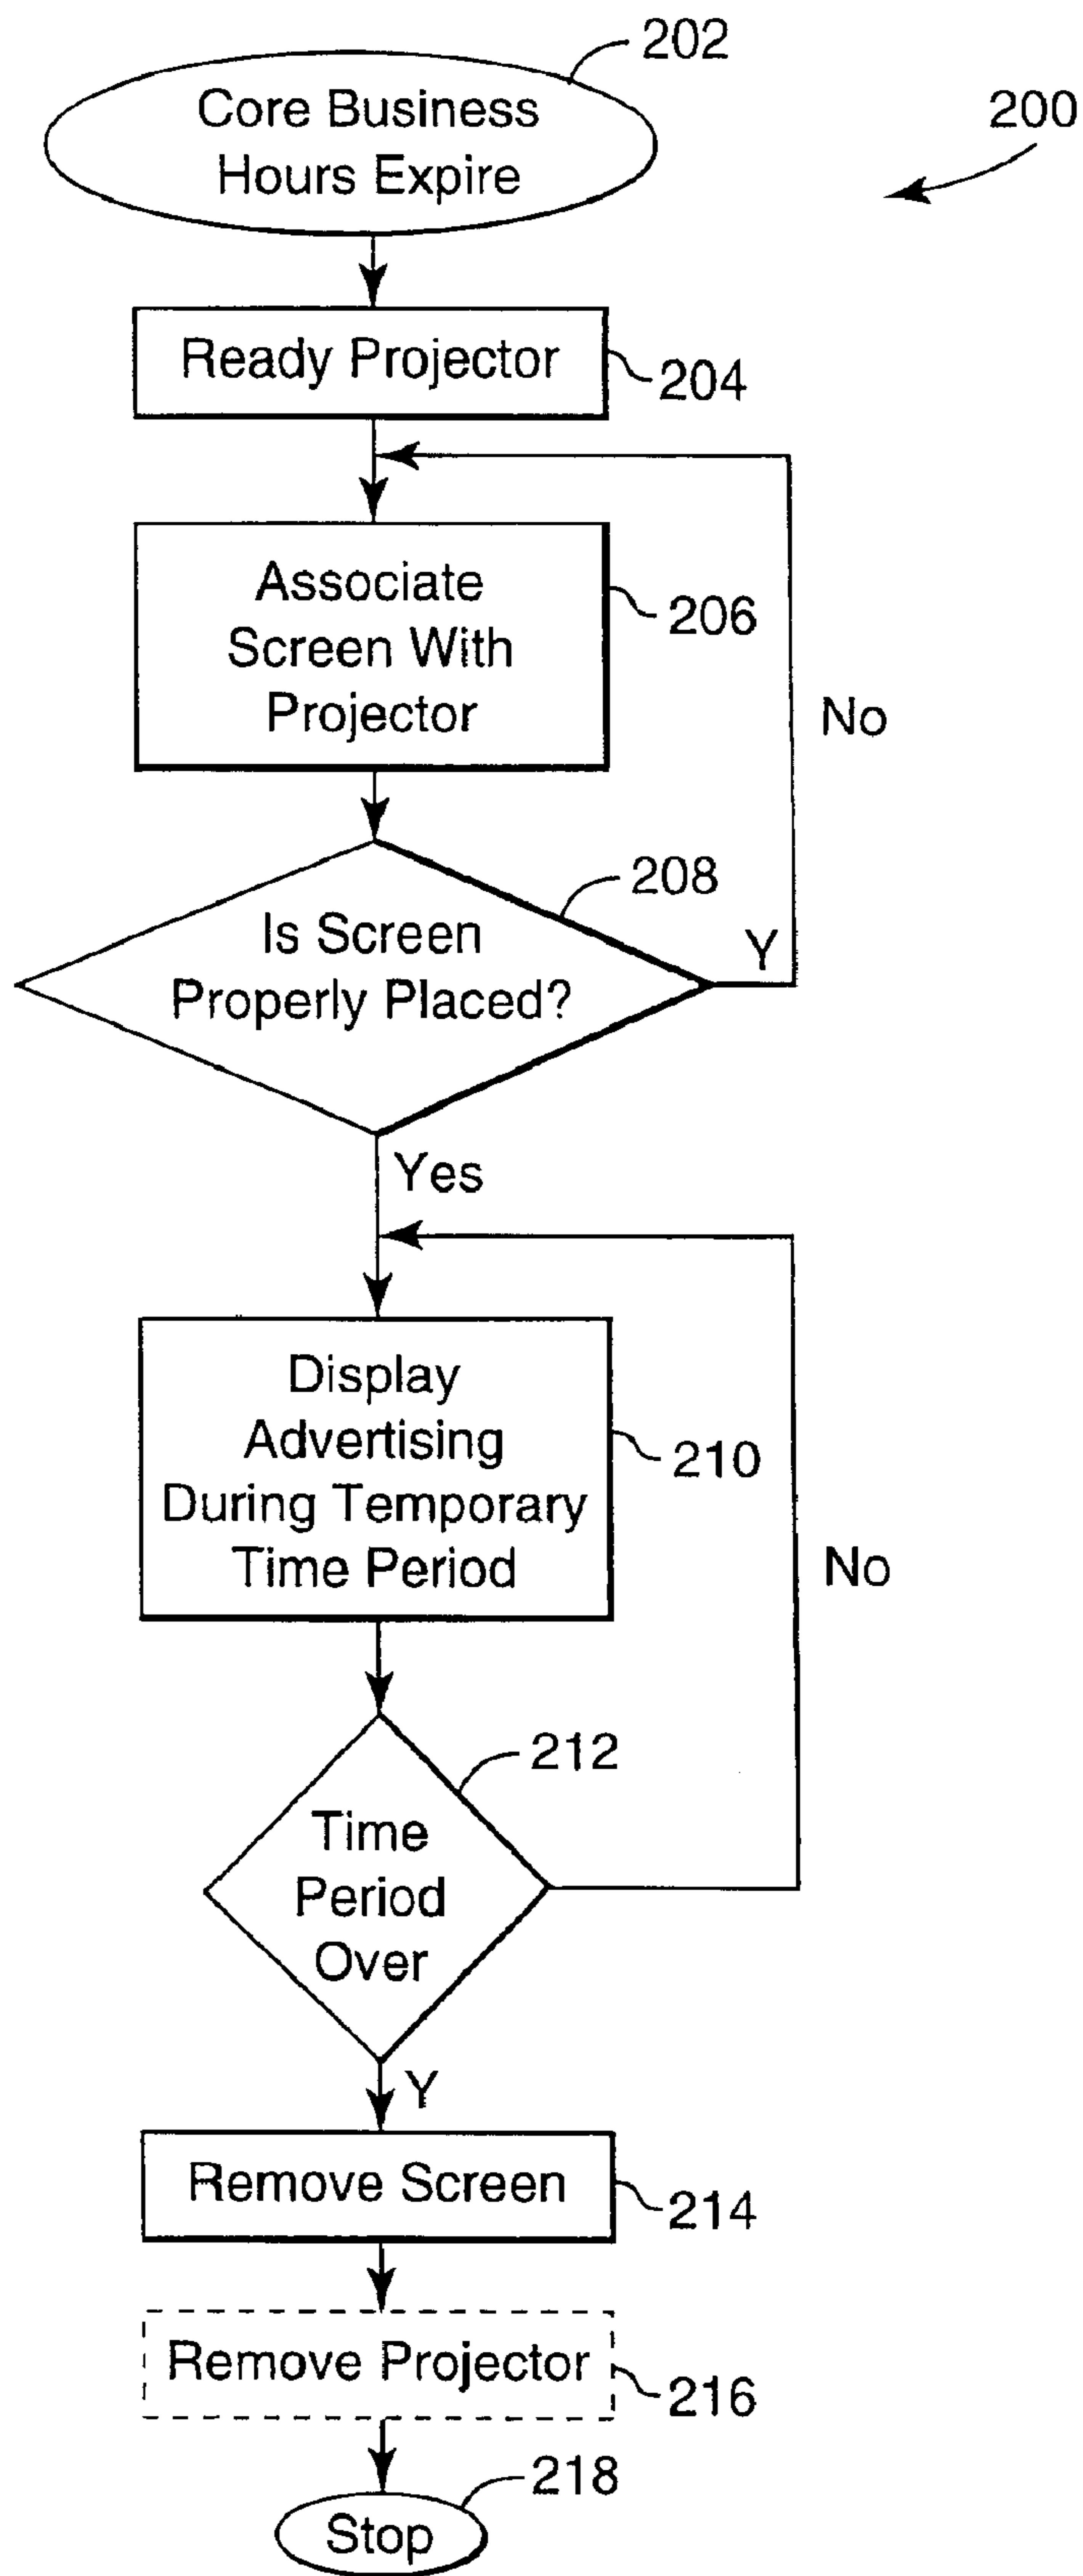 202
Core Business
Hours Expire
200
Ready Projector
204
Associate
Screen With
Projector
206
No
208
Is Screen
Properly Placed?
Y
Yes
Display
Advertising
During Temporary
Time Period
210
No
212
Time
Period
Over
Y
Remove Screen
214
Remove Projector
216
218
Stop